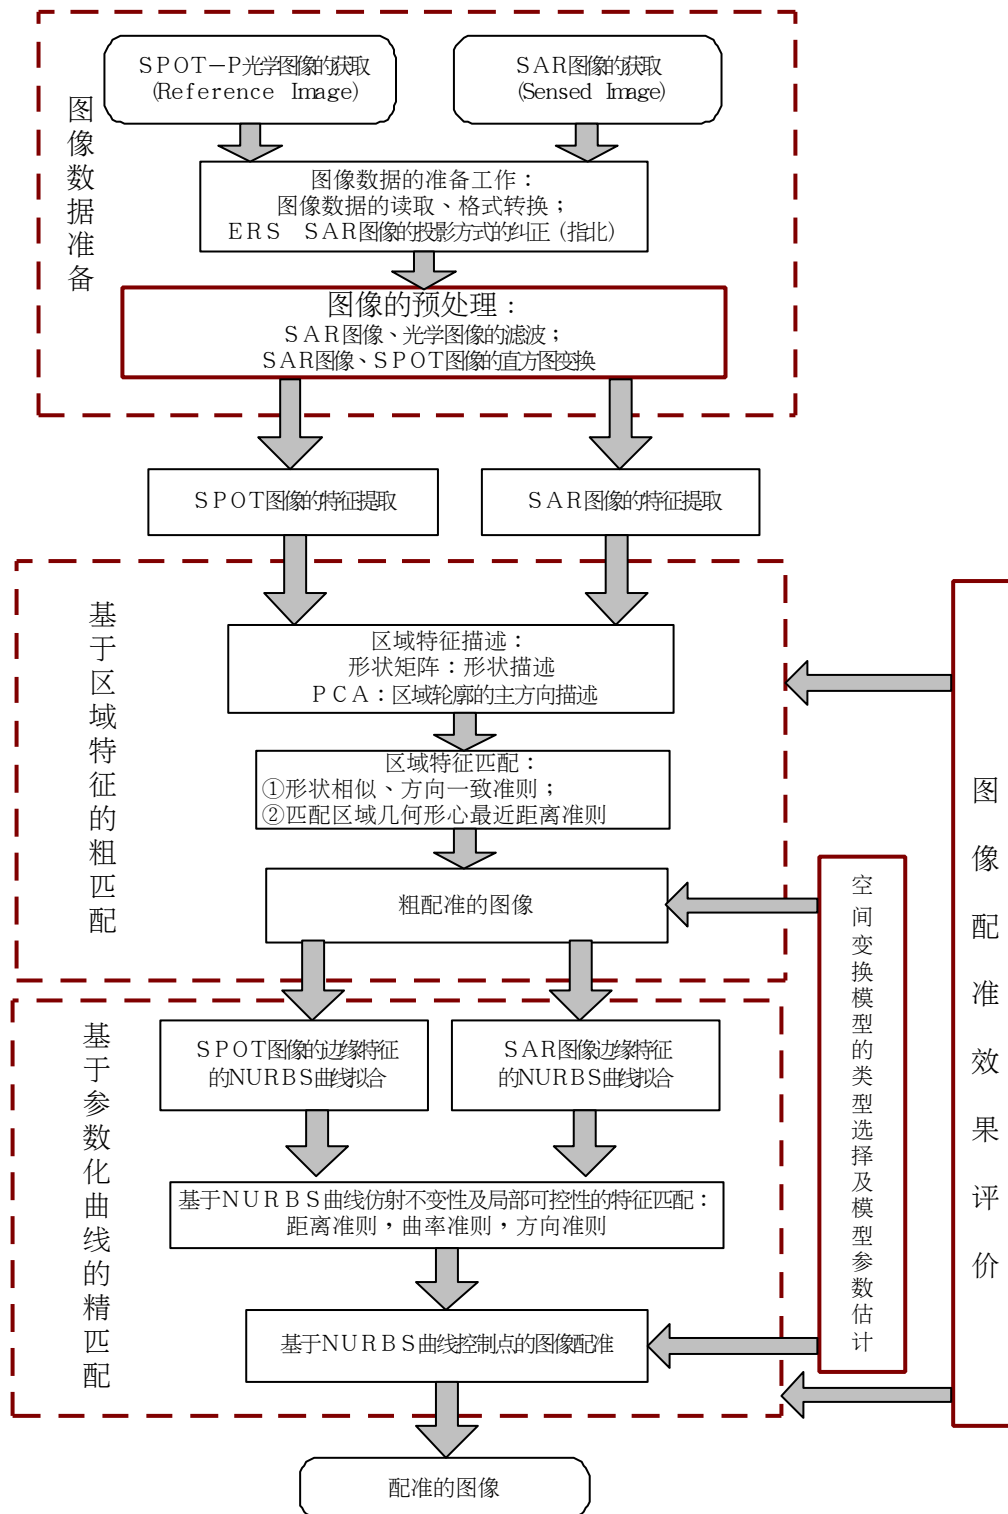 图像数据准备
SPOT-P光学图像的获取
(Reference Image)
SAR图像的获取
(Sensed Image)
图像数据的准备工作：
图像数据的读取、格式转换；
ERS SAR图像的投影方式的纠正（指北）
图像的预处理：
SAR图像、光学图像的滤波；
SAR图像、SPOT图像的直方图变换
SPOT图像的特征提取
SAR图像的特征提取
基于区域特征的粗匹配
区域特征描述：
形状矩阵：形状描述
PCA：区域轮廓的主方向描述
区域特征匹配：
①形状相似、方向一致准则；
②匹配区域几何形心最近距离准则
粗配准的图像
基于参数化曲线的精匹配
SPOT图像的边缘特征
的NURBS曲线拟合
SAR图像边缘特征
的NURBS曲线拟合
基于NURBS曲线仿射不变性及局部可控性的特征匹配：
距离准则，曲率准则，方向准则
基于NURBS曲线控制点的图像配准
配准的图像
空间变换模型的类型选择及模型参数估计
图像配准效果评价